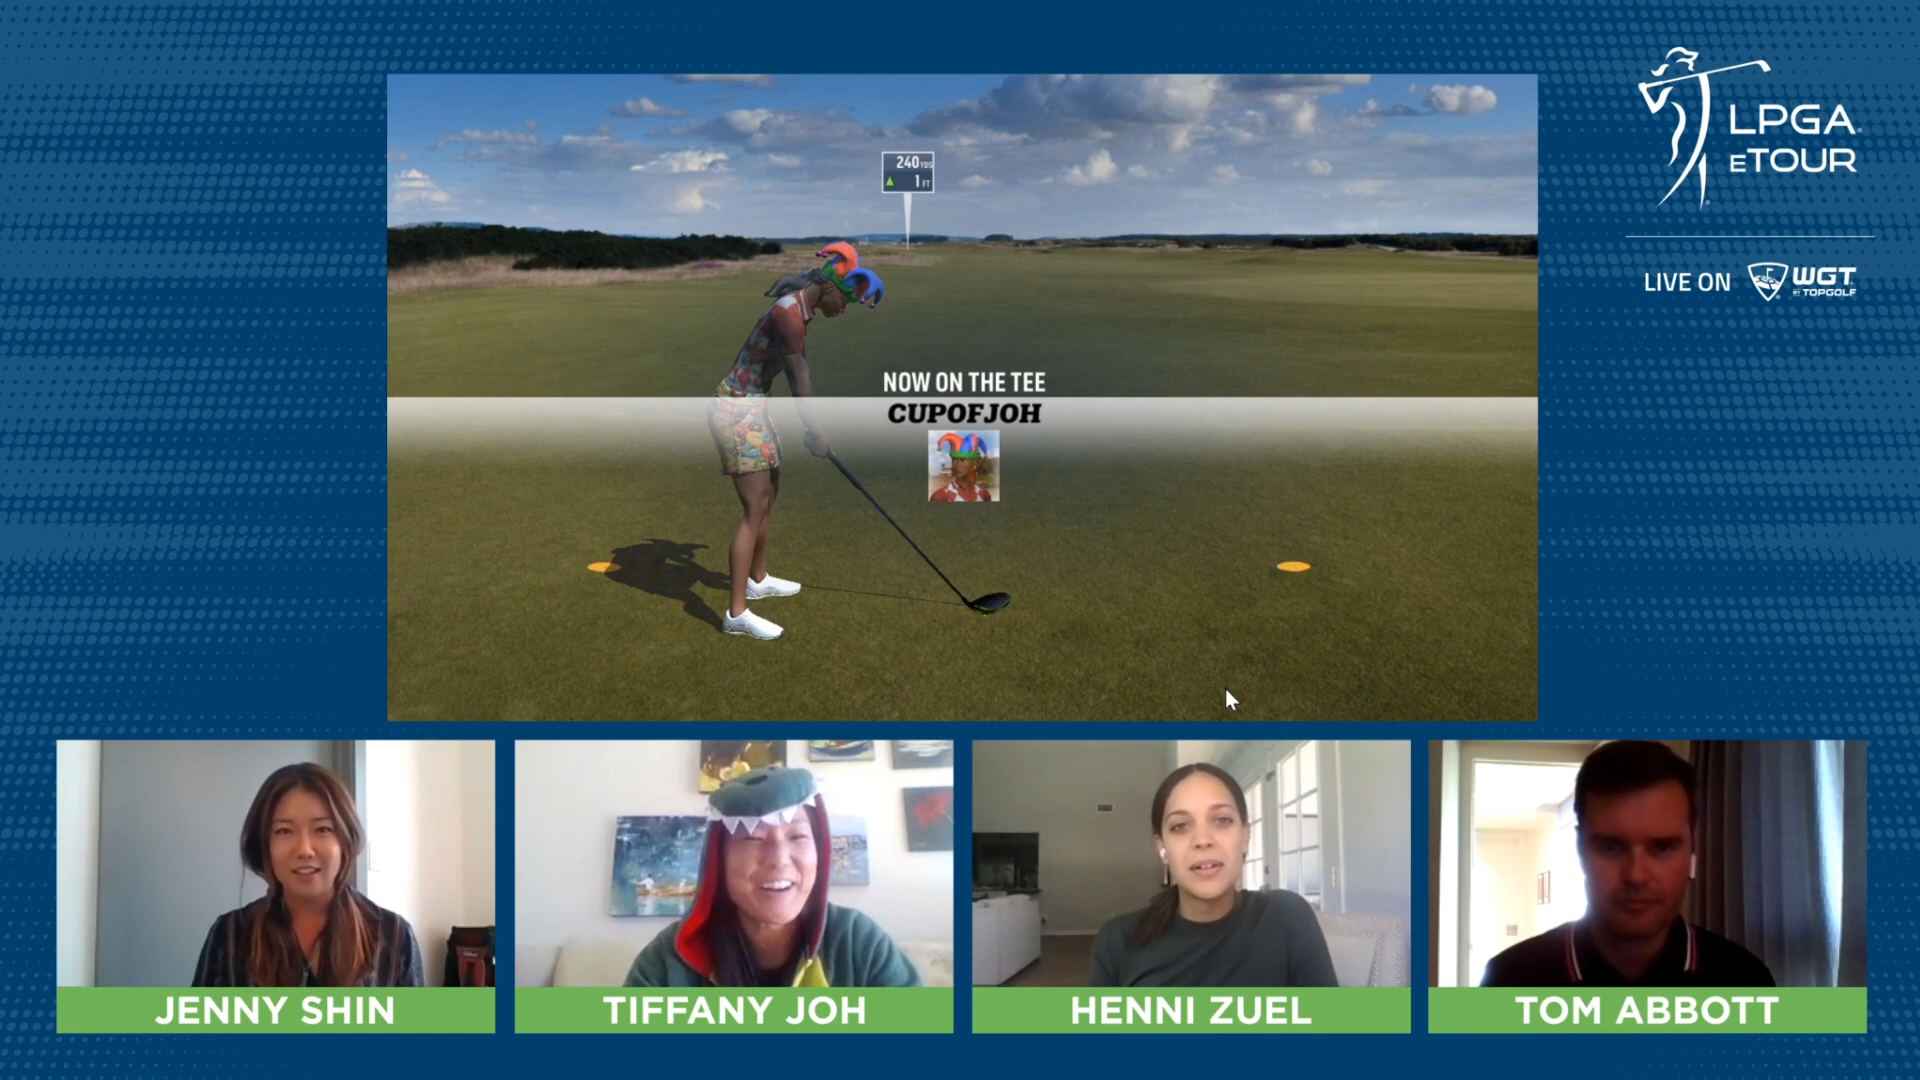 LPGA
eTOUR
LIVE ON WGT
BY TOPGOLF
240 YDS
1 FT
NOW ON THE TEE
CUPOFJOH
JENNY SHIN
TIFFANY JOH
HENNI ZUEL
TOM ABBOTT